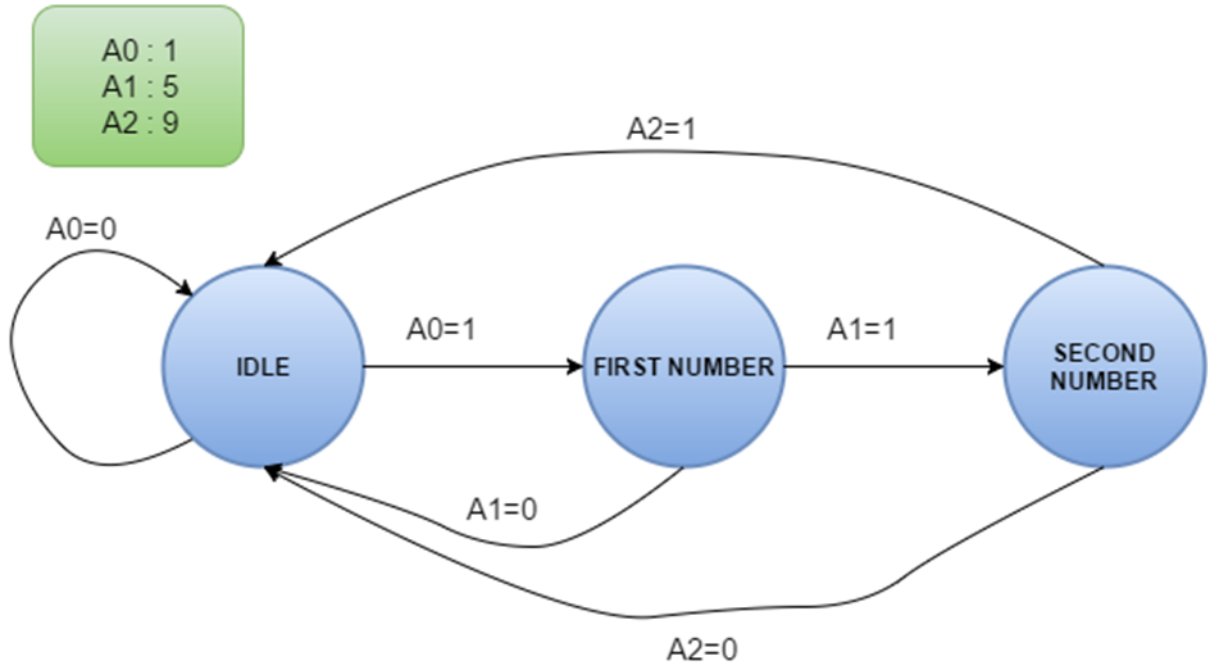 A0 : 1
A1 : 5
A2 : 9
A2=1
A0=0
A0=1
A1=1
IDLE
FIRST NUMBER
SECOND
NUMBER
A1=0
A2=0